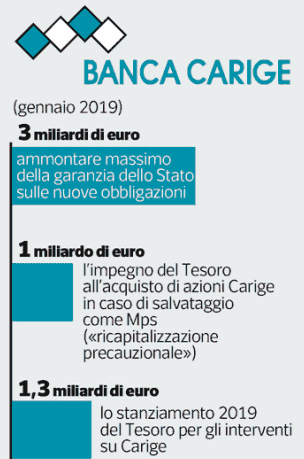 BANCA CARIGE
(gennaio 2019)
3 miliardi di euro
ammontare massimo
della garanzia dello Stato
sulle nuove obbligazioni
1 miliardo di euro
l'impegno del Tesoro
all'acquisto di azioni Carige
in caso di salvataggio
come Mps
(«ricapitalizzazione
precauzionale»)
1,3 miliardi di euro
lo stanziamento 2019
del Tesoro per gli interventi
su Carige